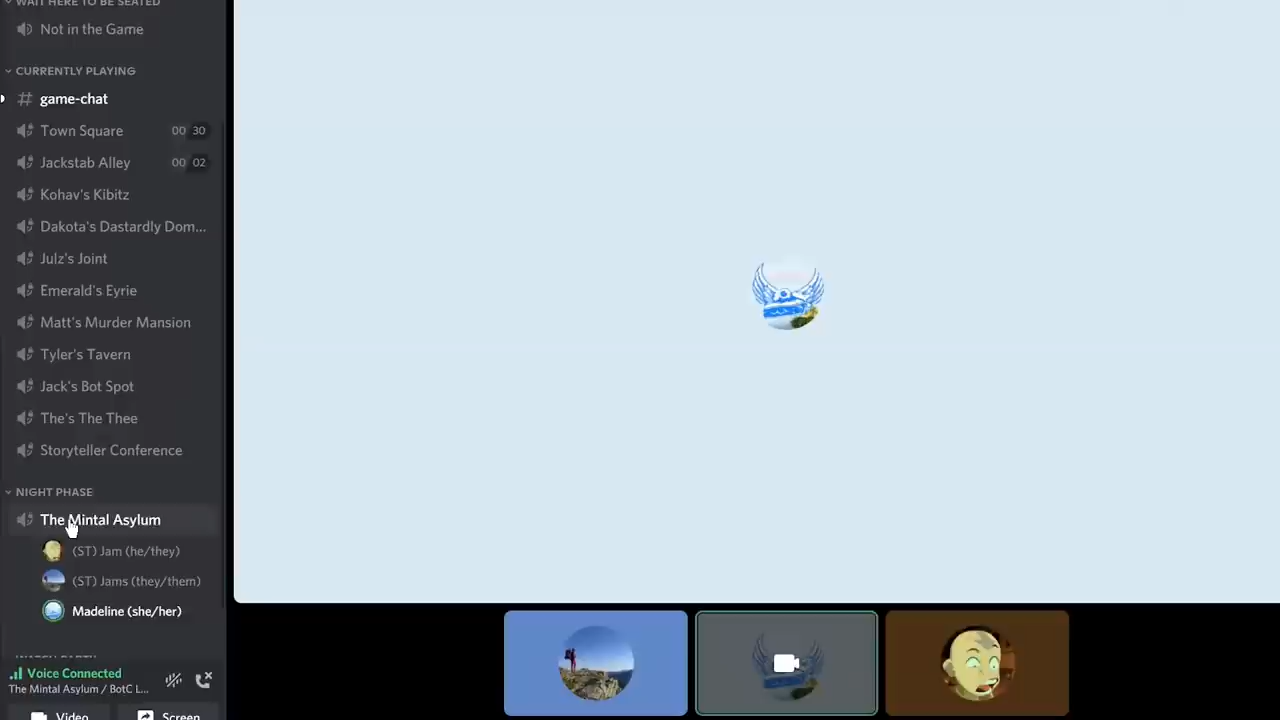 WAIT HERE TO BE SEATED
Not in the Game
CURRENTLY PLAYING
game-chat
Town Square 00 30
Jackstab Alley 00 02
Kohav's Kibitz
Dakota's Dastardly Dom...
Julz's Joint
Emerald's Eyrie
Matt's Murder Mansion
Tyler's Tavern
Jack's Bot Spot
The's The Thee
Storyteller Conference
NIGHT PHASE
The Mintal Asylum
(ST) Jam (he/they)
(ST) Jams (they/them)
Madeline (she/her)
Voice Connected
The Mintal Asylum / BotC L...
Video Screen